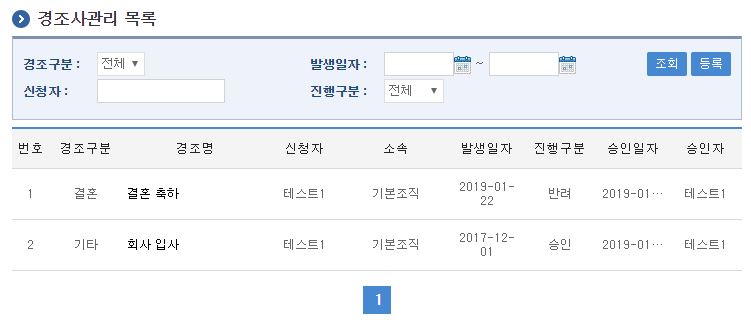 경조사관리 목록
경조구분 : 전체 발생일자 : ~ 조회 등록
신청자 : 진행구분 : 전체
번호 경조구분 경조명 신청자 소속 발생일자 진행구분 승인일자 승인자
1 결혼 결혼 축하 테스트1 기본조직 2019-01-22 반려 2019-01… 테스트1
2 기타 회사 입사 테스트1 기본조직 2017-12-01 승인 2019-01… 테스트1
1